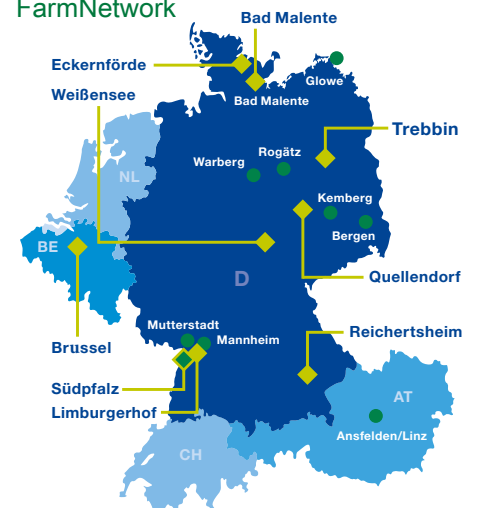 FarmNetwork
Bad Malente
Eckernförde
Glowe
Weißensee
Bad Malente
Trebbin
Rogätz
Warberg
NL
Kemberg
BE
Bergen
D
Quellendorf
Mutterstadt
Reichertsheim
Mannheim
Brussel
Südpfalz
AT
Limburgerhof
Ansfelden/Linz
CH